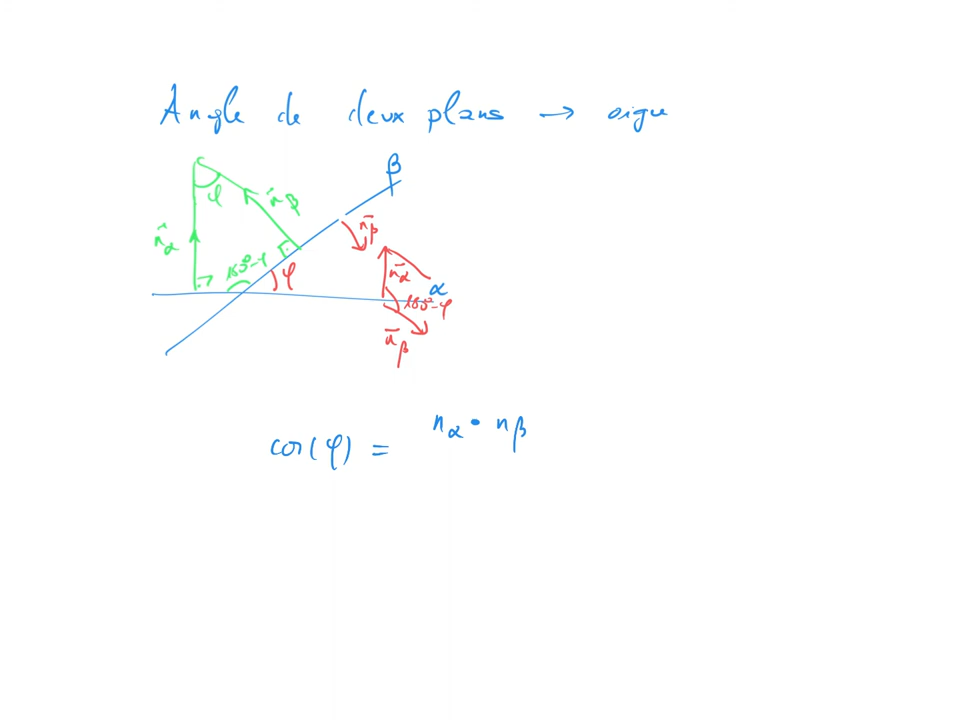 Angle de deux plans → aigu
β
φ
n⃗β
n⃗β
n⃗α
180°-φ
φ
n⃗α
α
180°-φ
n⃗β
cos(φ) = nα • nβ